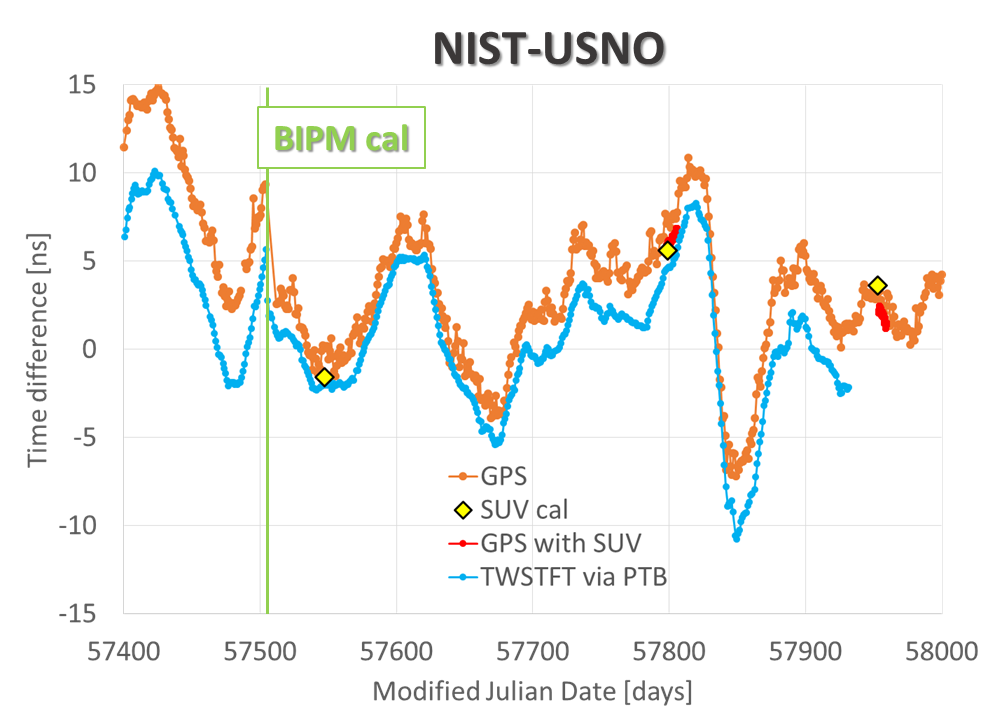 NIST-USNO
BIPM cal
Time difference [ns]
15
10
5
0
-5
-10
-15
GPS
SUV cal
GPS with SUV
TWSTFT via PTB
57400 57500 57600 57700 57800 57900 58000
Modified Julian Date [days]